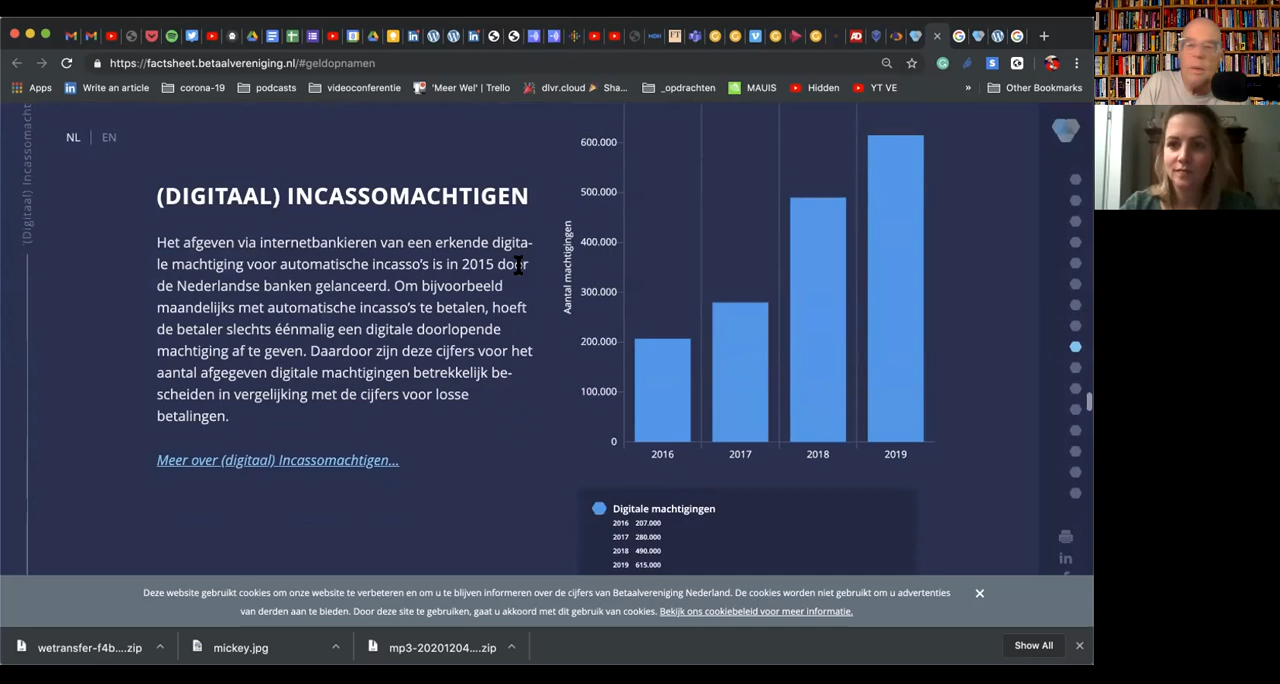 https://factsheet.betaalvereniging.nl/#geldopnamen
Apps
Write an article
corona-19
podcasts
videoconferentie
'Meer Wel' | Trello
dlvr.cloud 🎉 Sha...
_opdrachten
MAUIS
Hidden
YT VE
»
Other Bookmarks
NL | EN
(Digitaal) Incassomacht
(DIGITAAL) INCASSOMACHTIGEN
Het afgeven via internetbankieren van een erkende digita-
le machtiging voor automatische incasso's is in 2015 door
de Nederlandse banken gelanceerd. Om bijvoorbeeld
maandelijks met automatische incasso's te betalen, hoeft
de betaler slechts éénmalig een digitale doorlopende
machtiging af te geven. Daardoor zijn deze cijfers voor het
aantal afgegeven digitale machtigingen betrekkelijk be-
scheiden in vergelijking met de cijfers voor losse
betalingen.
Meer over (digitaal) Incassomachtigen...
Aantal machtigingen
600.000
500.000
400.000
300.000
200.000
100.000
0
2016 2017 2018 2019
Digitale machtigingen
2016 207.000
2017 280.000
2018 490.000
2019 615.000
Deze website gebruikt cookies om onze website te verbeteren en om u te blijven informeren over de cijfers van Betaalvereniging Nederland. De cookies worden niet gebruikt om u advertenties
van derden aan te bieden. Door deze site te gebruiken, gaat u akkoord met dit gebruik van cookies. Bekijk ons cookiebeleid voor meer informatie.
wetransfer-f4b....zip
mickey.jpg
mp3-20201204....zip
Show All